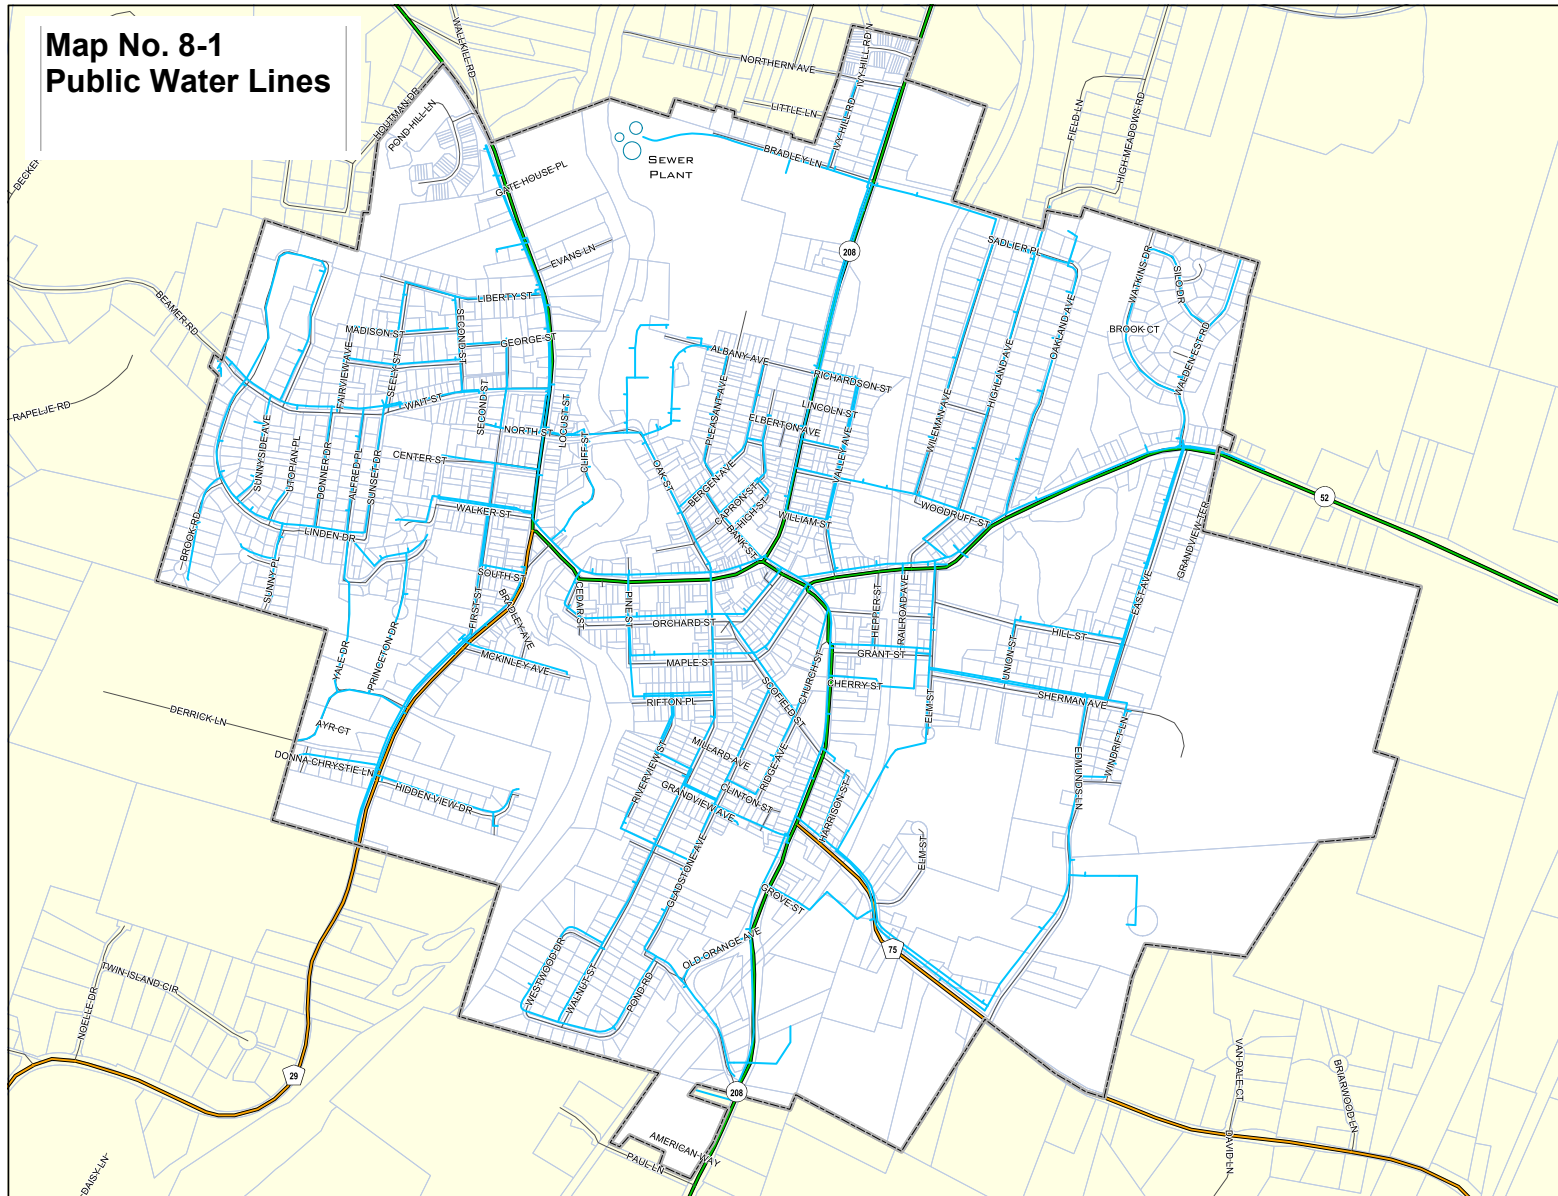 Map No. 8-1
Public Water Lines
WALLKILL RD
HOUTMAN DR
POND HILL LN
DECKER
GATE HOUSE PL
EVANS LN
SEWER
PLANT
NORTHERN AVE
LITTLE LN
IVY HILL RD
IVY HILL RD
BRADLEY LN
FIELD LN
HIGH MEADOWS RD
208
SADLIER PL
WATKINS DR
SILO DR
BROOK CT
WALDEN EST RD
OAKLAND AVE
HIGHLAND AVE
WILEMAN AVE
BEAMER RD
RAPELJE RD
LIBERTY ST
MADISON ST
SECOND ST
GEORGE ST
FAIRVIEW AVE
SEELY ST
WAIT ST
SECOND ST
NORTH ST
LOCUST ST
CLIFF ST
CENTER ST
WALKER ST
SUNNYSIDE AVE
UTOPIAN PL
DONNER DR
ALFRED PL
SUNSET DR
LINDEN DR
BROOK RD
SUNNY PL
ALBANY AVE
RICHARDSON ST
LINCOLN ST
ELBERTON AVE
PLEASANT AVE
VALLEY AVE
OAK ST
BERGEN AVE
CAPRON ST
HIGH ST
BANK ST
WILLIAM ST
WOODRUFF ST
52
GRANDVIEW TER
EAST AVE
SOUTH ST
FIRST ST
BRADLEY AVE
MCKINLEY AVE
CEDAR ST
PINE ST
ORCHARD ST
MAPLE ST
RIFTON PL
HEPPER ST
RAILROAD AVE
GRANT ST
CHERRY ST
CHURCH ST
SCOFIELD ST
ELM ST
HILL ST
UNION ST
SHERMAN AVE
WINDRIFT LN
EDMUNDS LN
YALE DR
PRINCETON DR
DERRICK LN
AYR CT
DONNA CHRYSTIE LN
HIDDEN VIEW DR
RIVERVIEW ST
MILLARD AVE
RIDGE AVE
CLINTON ST
GRANDVIEW AVE
HARRISON ST
ELM ST
GLADSTONE AVE
GROVE ST
OLD ORANGE AVE
75
WESTWOOD DR
WALNUT ST
POND RD
TWIN ISLAND CIR
NOELLE DR
29
208
AMERICAN WAY
PAUL LN
DAISY LN
VAN DALE CT
BRIARWOOD LN
DAVID LN